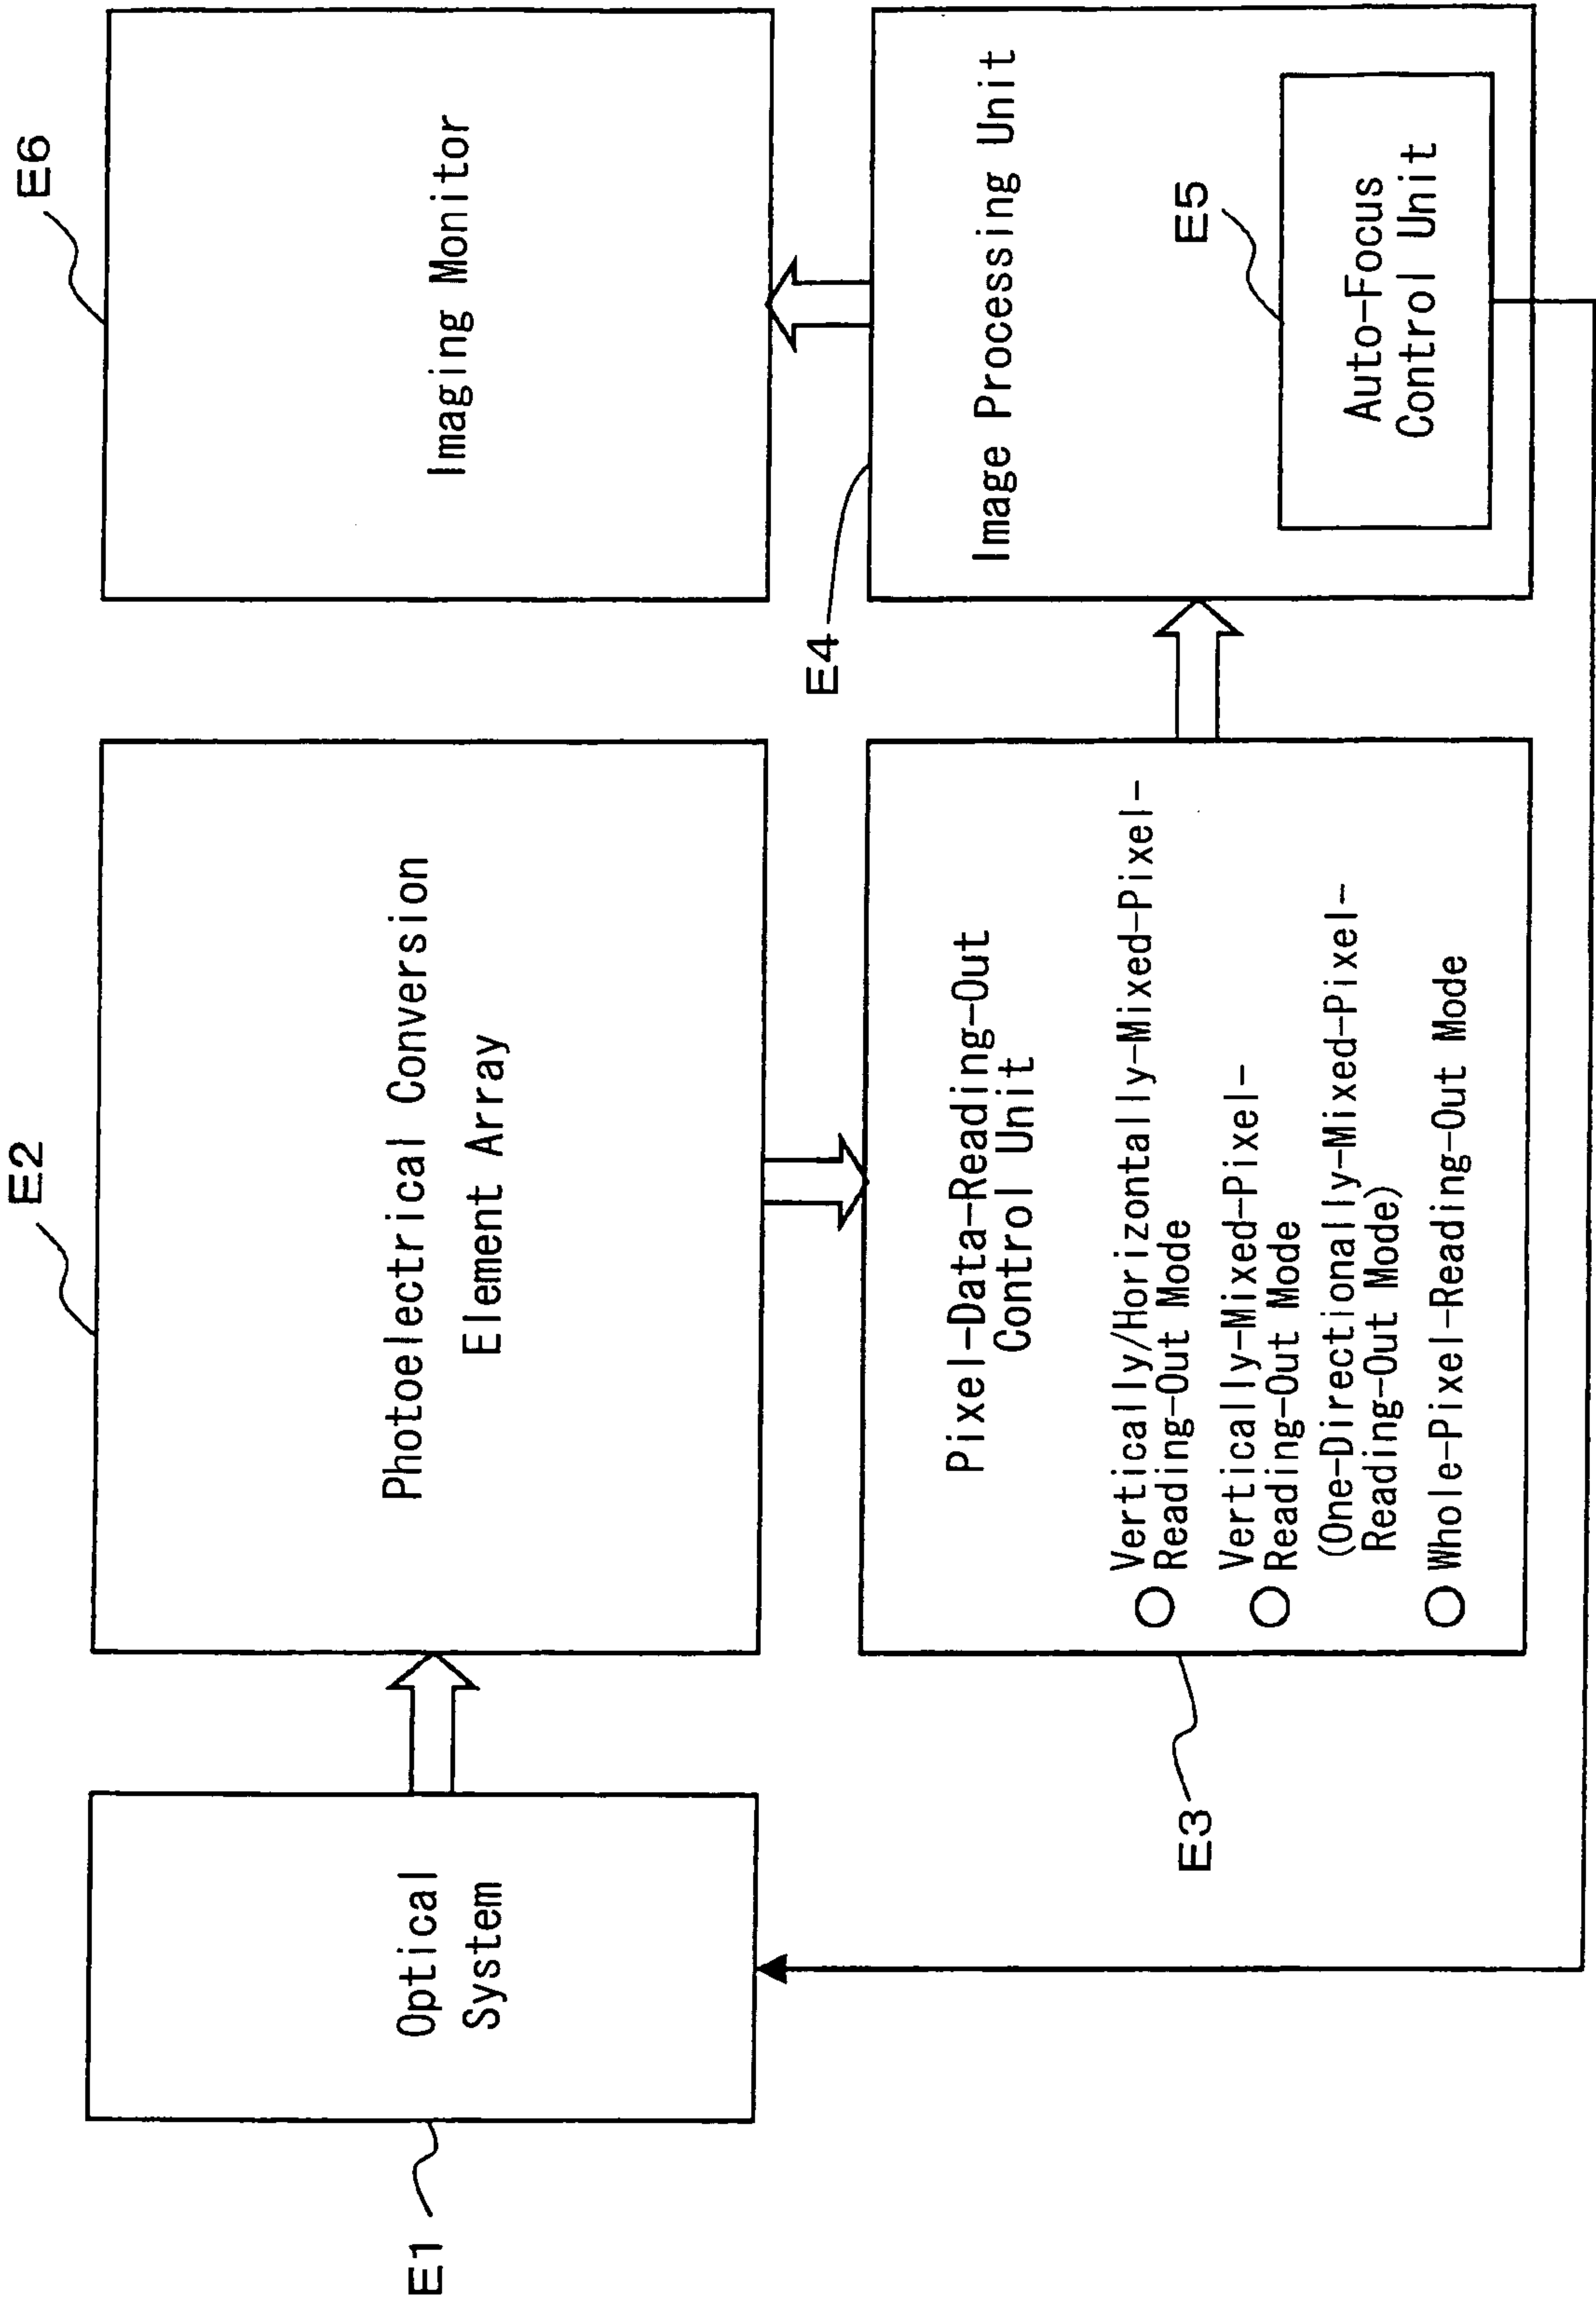 E1
Optical
System
E2
Photoelectrical Conversion
Element Array
E6
Imaging Monitor
E3
Pixel-Data-Reading-Out
Control Unit
○ Vertically/Horizontally-Mixed-Pixel-
Reading-Out Mode
○ Vertically-Mixed-Pixel-
Reading-Out Mode
(One-Directionally-Mixed-Pixel-
Reading-Out Mode)
○ Whole-Pixel-Reading-Out Mode
E4
Image Processing Unit
E5
Auto-Focus
Control Unit